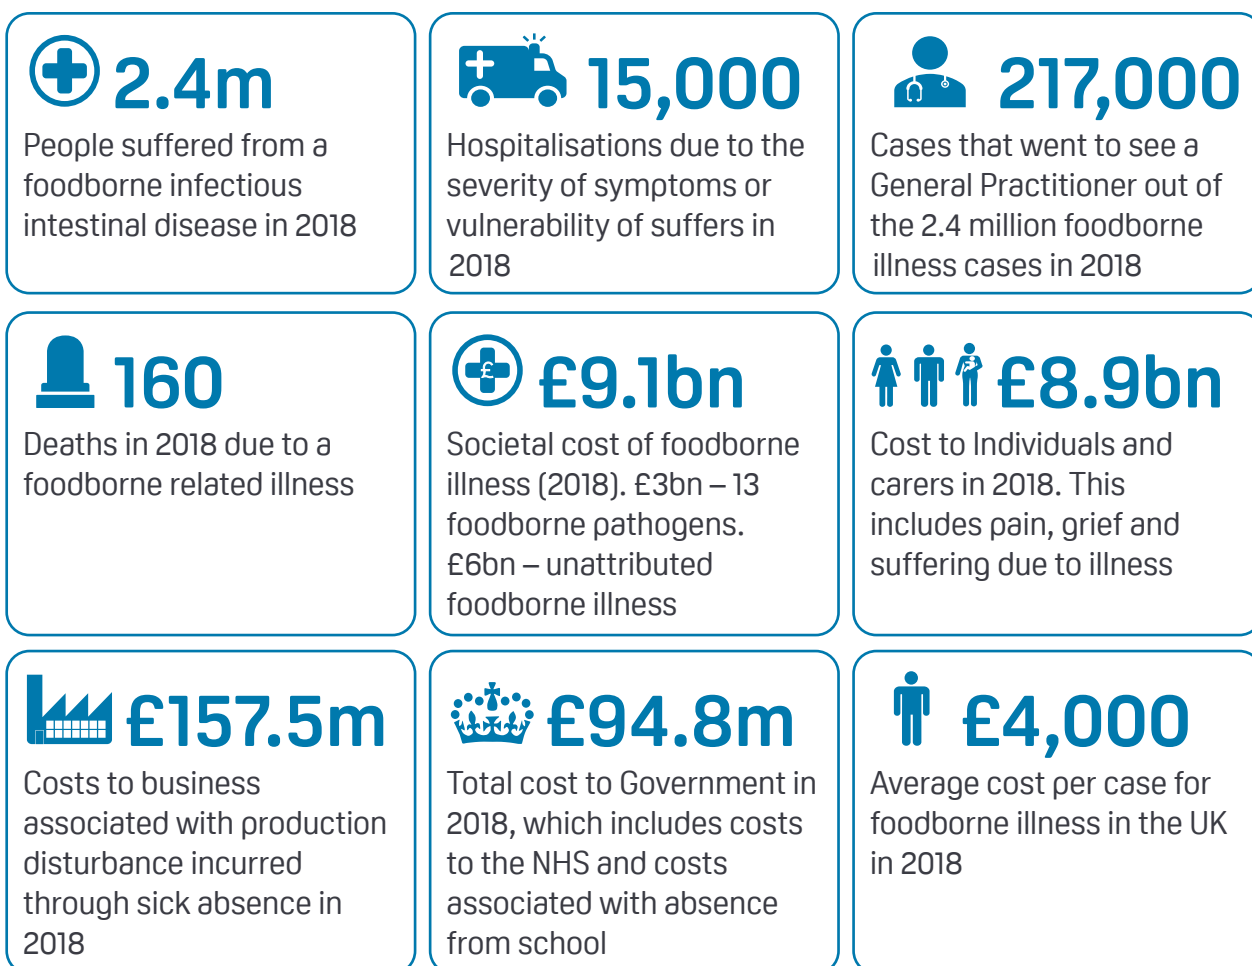 2.4m
People suffered from a
foodborne infectious
intestinal disease in 2018
15,000
Hospitalisations due to the
severity of symptoms or
vulnerability of suffers in
2018
217,000
Cases that went to see a
General Practitioner out of
the 2.4 million foodborne
illness cases in 2018
160
Deaths in 2018 due to a
foodborne related illness
£
£9.1bn
Societal cost of foodborne
illness (2018). £3bn – 13
foodborne pathogens.
£6bn – unattributed
foodborne illness
£8.9bn
Cost to Individuals and
carers in 2018. This
includes pain, grief and
suffering due to illness
£157.5m
Costs to business
associated with production
disturbance incurred
through sick absence in
2018
£94.8m
Total cost to Government in
2018, which includes costs
to the NHS and costs
associated with absence
from school
£4,000
Average cost per case for
foodborne illness in the UK
in 2018